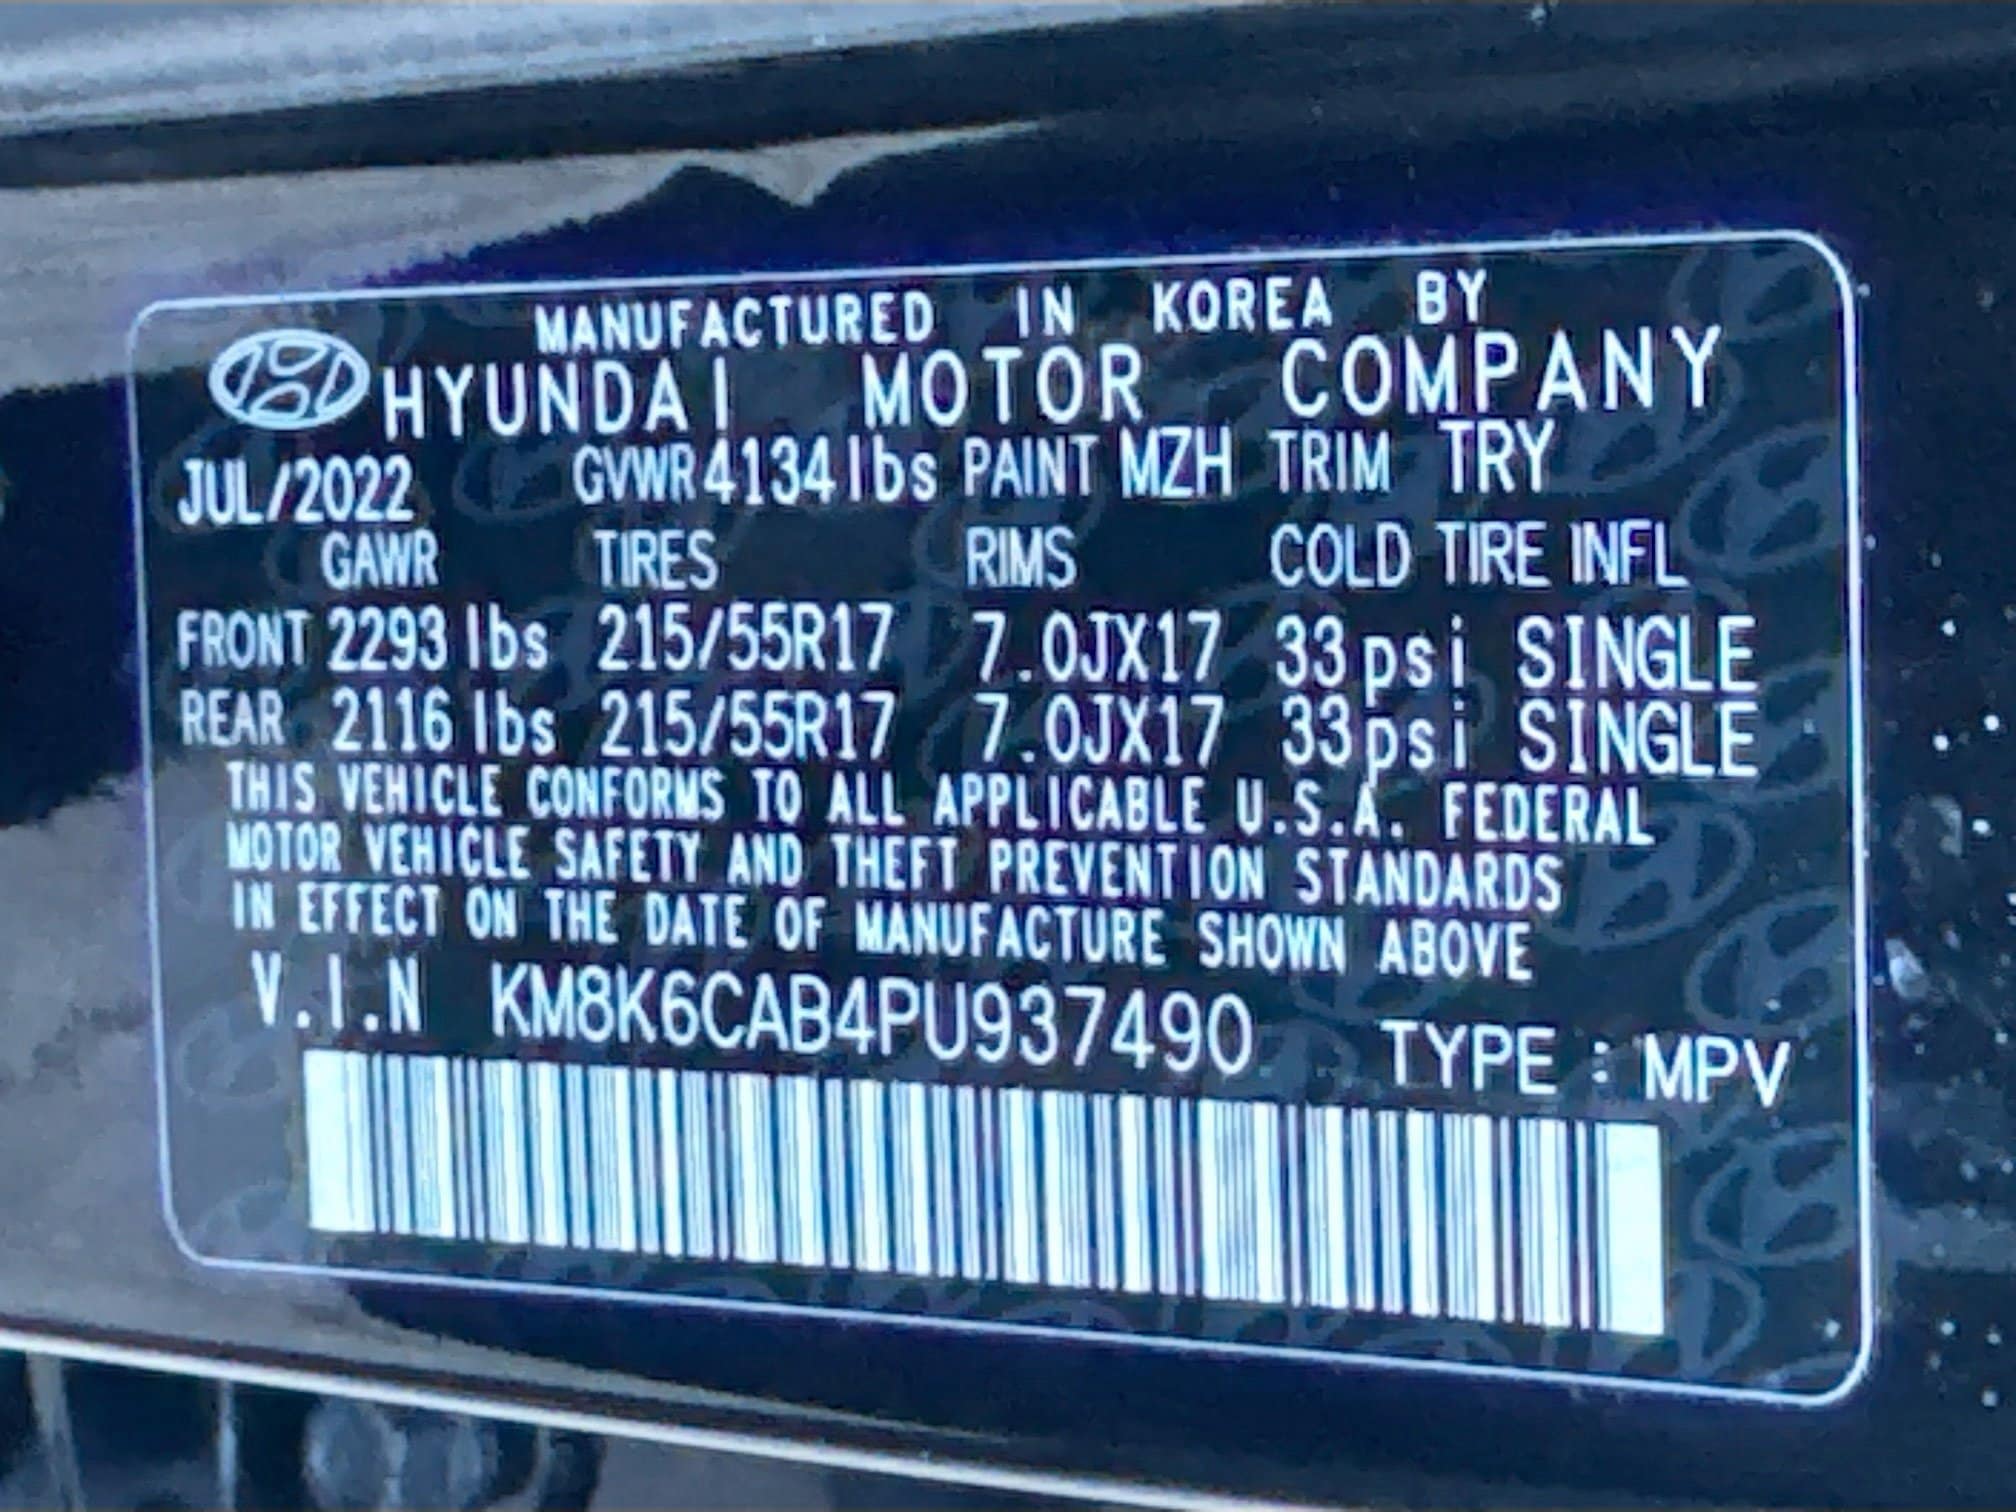 MANUFACTURED IN KOREA BY
HYUNDAI MOTOR COMPANY
JUL/2022 GVWR 4134 lbs PAINT MZH TRIM TRY
GAWR TIRES RIMS COLD TIRE INFL
FRONT 2293 lbs 215/55R17 7.0JX17 33psi SINGLE
REAR 2116 lbs 215/55R17 7.0JX17 33psi SINGLE
THIS VEHICLE CONFORMS TO ALL APPLICABLE U.S.A. FEDERAL
MOTOR VEHICLE SAFETY AND THEFT PREVENTION STANDARDS
IN EFFECT ON THE DATE OF MANUFACTURE SHOWN ABOVE
V.I.N KM8K6CAB4PU937490 TYPE : MPV